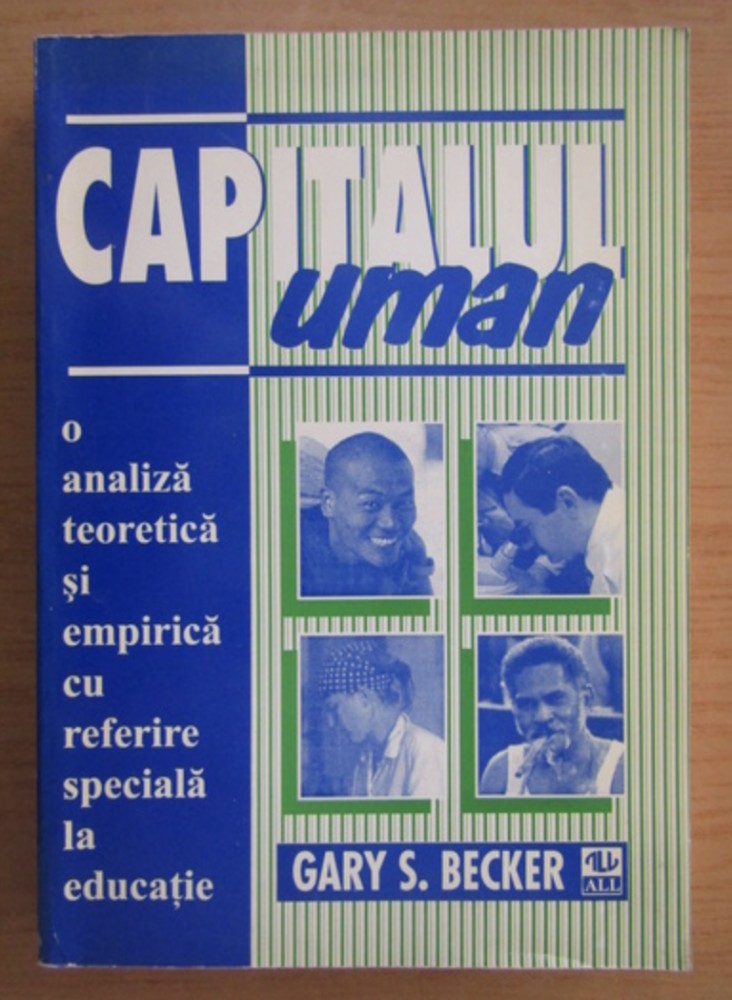 CAPITALUL
uman
o
analiză
teoretică
şi
empirică
cu
referire
specială
la
educaţie
GARY S. BECKER
ALL